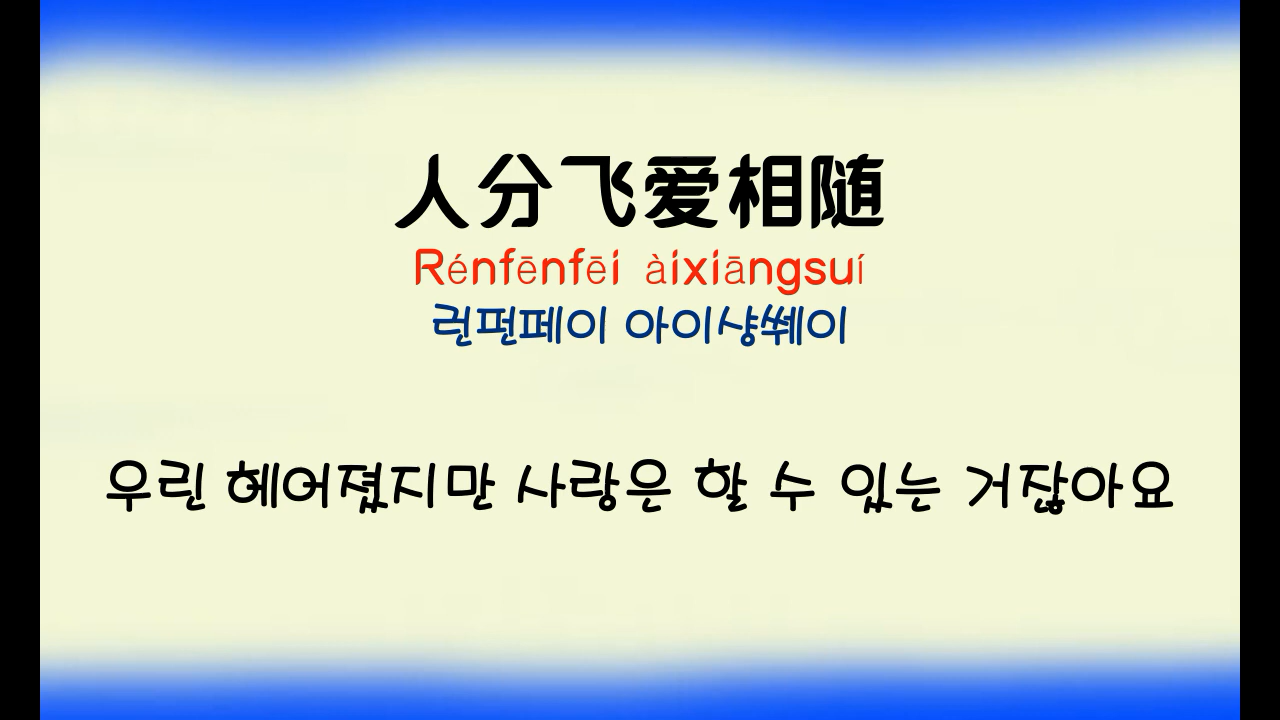 人分飞爱相随
Rénfēnfēi àixiāngsuí
런펀페이 아이샹쒜이
우린 헤어졌지만 사랑은 할 수 있는 거잖아요